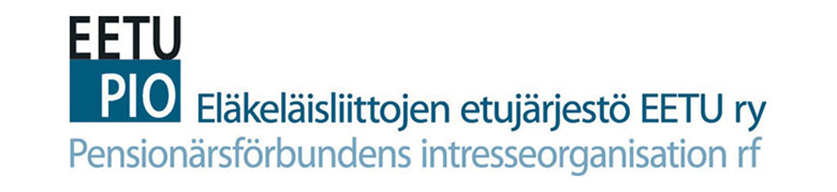 EETU
PIO Eläkeläisliittojen etujärjestö EETU ry
Pensionärsförbundens intresseorganisation rf